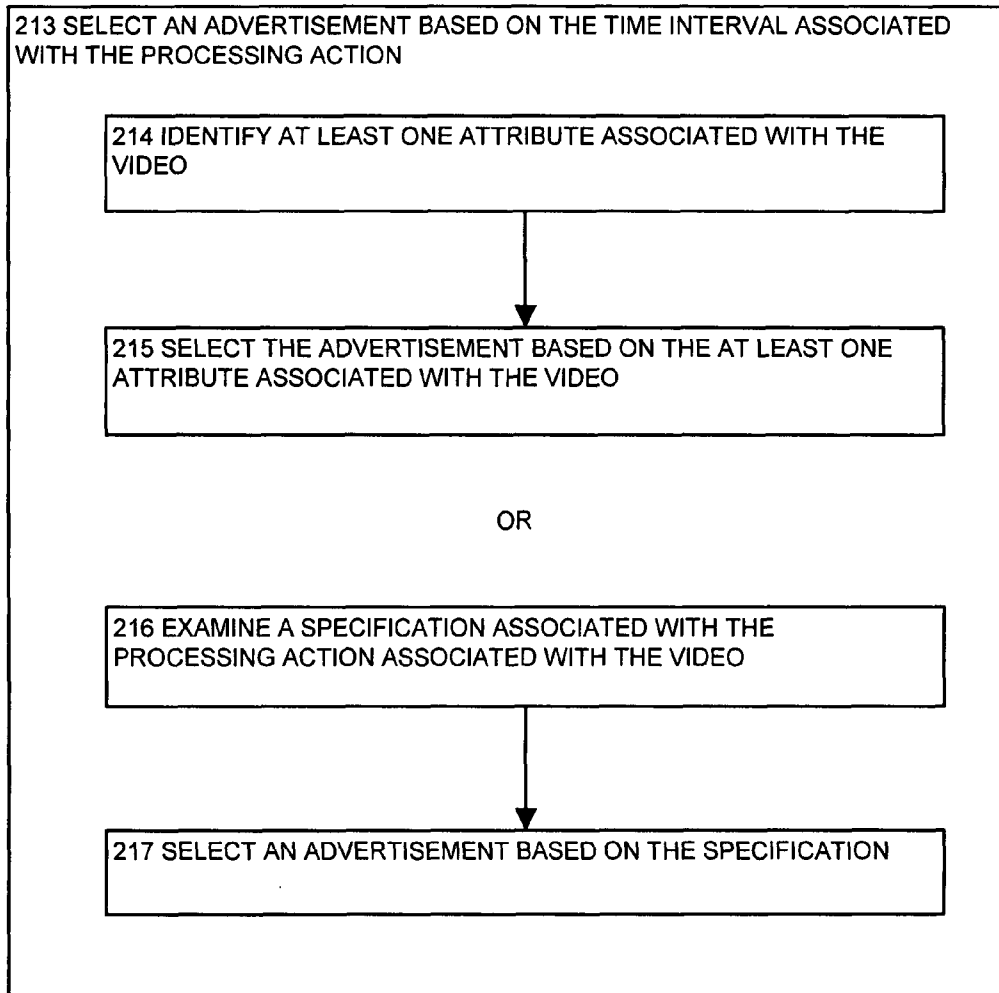 213 SELECT AN ADVERTISEMENT BASED ON THE TIME INTERVAL ASSOCIATED
WITH THE PROCESSING ACTION
214 IDENTIFY AT LEAST ONE ATTRIBUTE ASSOCIATED WITH THE
VIDEO
215 SELECT THE ADVERTISEMENT BASED ON THE AT LEAST ONE
ATTRIBUTE ASSOCIATED WITH THE VIDEO
OR
216 EXAMINE A SPECIFICATION ASSOCIATED WITH THE
PROCESSING ACTION ASSOCIATED WITH THE VIDEO
217 SELECT AN ADVERTISEMENT BASED ON THE SPECIFICATION